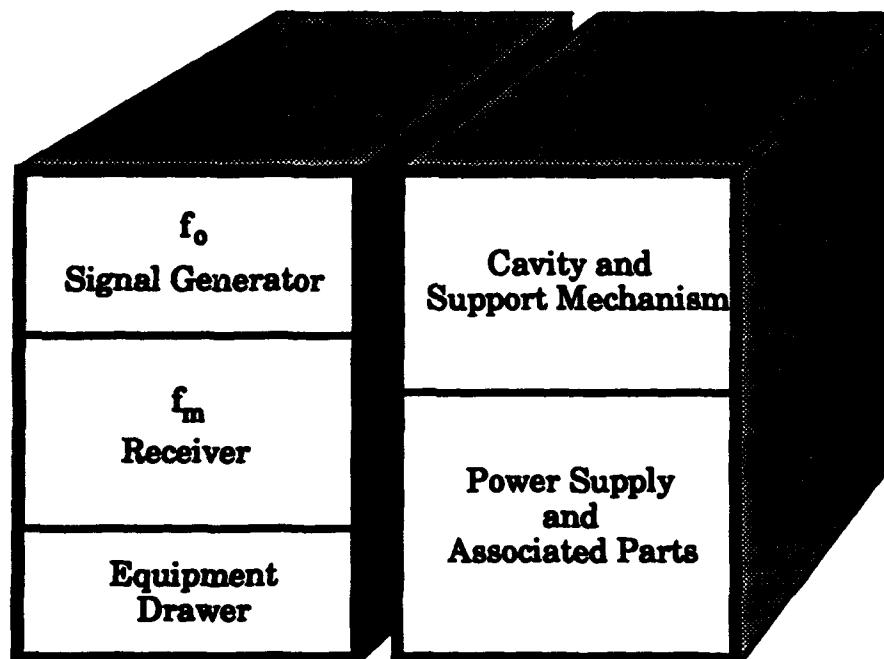 f₀
Signal Generator
fₘ
Receiver
Equipment
Drawer
Cavity and
Support Mechanism
Power Supply
and
Associated Parts